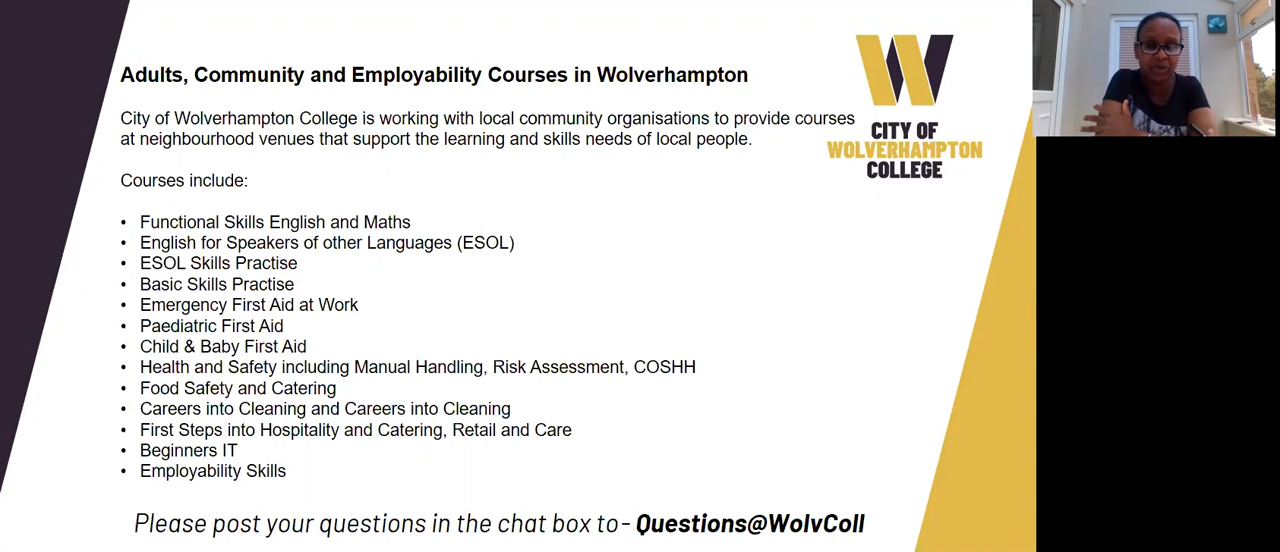 Adults, Community and Employability Courses in Wolverhampton
City of Wolverhampton College is working with local community organisations to provide courses
at neighbourhood venues that support the learning and skills needs of local people.
Courses include:
• Functional Skills English and Maths
• English for Speakers of other Languages (ESOL)
• ESOL Skills Practise
• Basic Skills Practise
• Emergency First Aid at Work
• Paediatric First Aid
• Child & Baby First Aid
• Health and Safety including Manual Handling, Risk Assessment, COSHH
• Food Safety and Catering
• Careers into Cleaning and Careers into Cleaning
• First Steps into Hospitality and Catering, Retail and Care
• Beginners IT
• Employability Skills
Please post your questions in the chat box to- Questions@WolvColl
W
CITY OF
WOLVERHAMPTON
COLLEGE